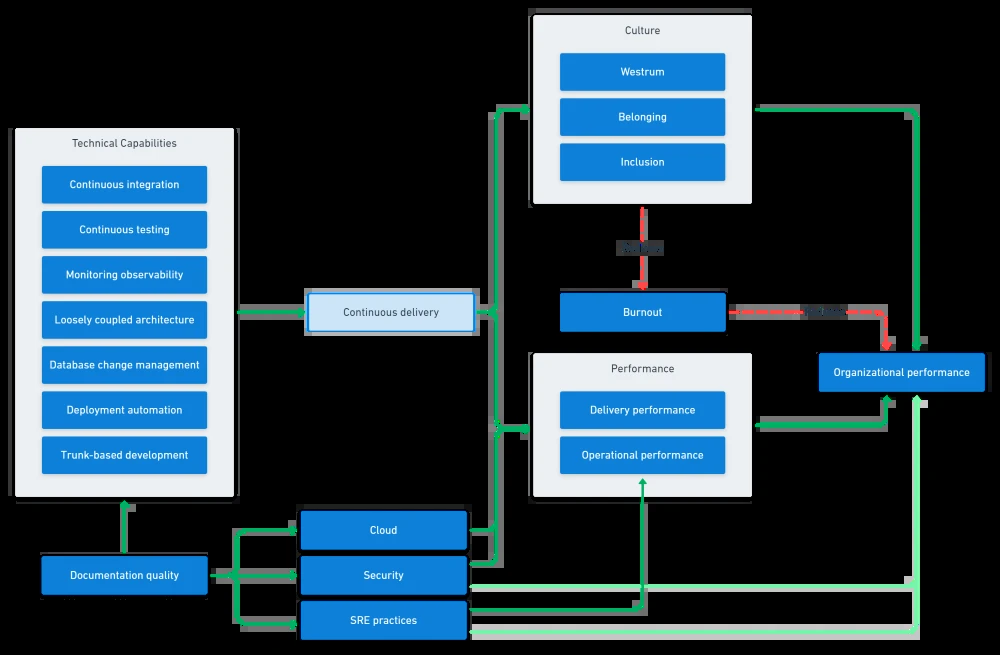 Technical Capabilities
Continuous integration
Continuous testing
Monitoring observability
Loosely coupled architecture
Database change management
Deployment automation
Trunk-based development
Documentation quality
Continuous delivery
Cloud
Security
SRE practices
Culture
Westrum
Belonging
Inclusion
Burnout
Performance
Delivery performance
Operational performance
Organizational performance